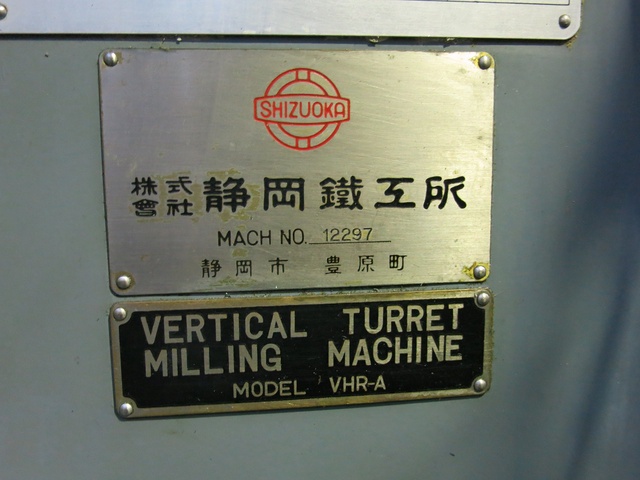 SHIZUOKA
株式會社 静岡鐵工所
MACH NO. 12297
静岡市 豊原町
VERTICAL TURRET
MILLING MACHINE
MODEL VHR-A